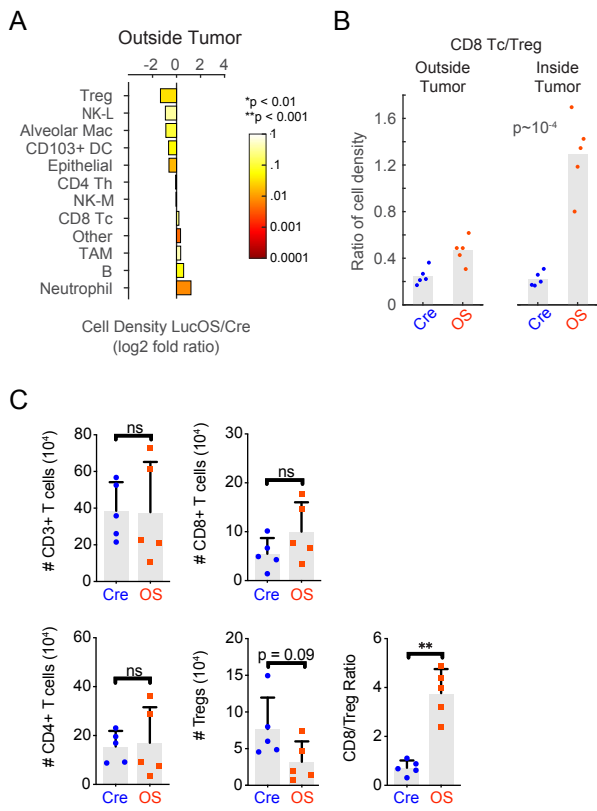 A
Outside Tumor
−2 0 2 4
Treg
NK-L
Alveolar Mac
CD103+ DC
Epithelial
CD4 Th
NK-M
CD8 Tc
Other
TAM
B
Neutrophil
*p < 0.01
**p < 0.001
1
.1
.01
0.001
0.0001
Cell Density LucOS/Cre
(log2 fold ratio)
B
CD8 Tc/Treg
Outside
Tumor
Inside
Tumor
p~10-4
Ratio of cell density
1.6
1.2
0.8
0.4
0
Cre
OS
Cre
OS
C
# CD3+ T cells (10⁴)
80
60
40
20
0
ns
Cre
OS
# CD8+ T cells (10⁴)
30
20
10
0
ns
Cre
OS
# CD4+ T cells (10⁴)
60
40
20
0
ns
Cre
OS
# Tregs (10⁴)
20
15
10
5
0
p = 0.09
Cre
OS
CD8/Treg Ratio
6
4
2
0
**
Cre
OS